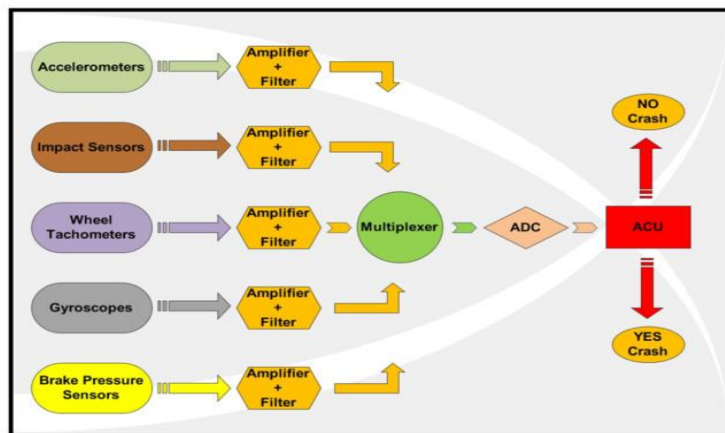 Accelerometers
Amplifier
+
Filter
Impact Sensors
Amplifier
+
Filter
Wheel
Tachometers
Amplifier
+
Filter
Multiplexer
ADC
ACU
NO
Crash
YES
Crash
Gyroscopes
Amplifier
+
Filter
Brake Pressure
Sensors
Amplifier
+
Filter